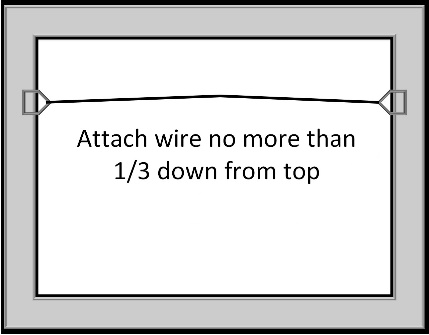 Attach wire no more than
1/3 down from top